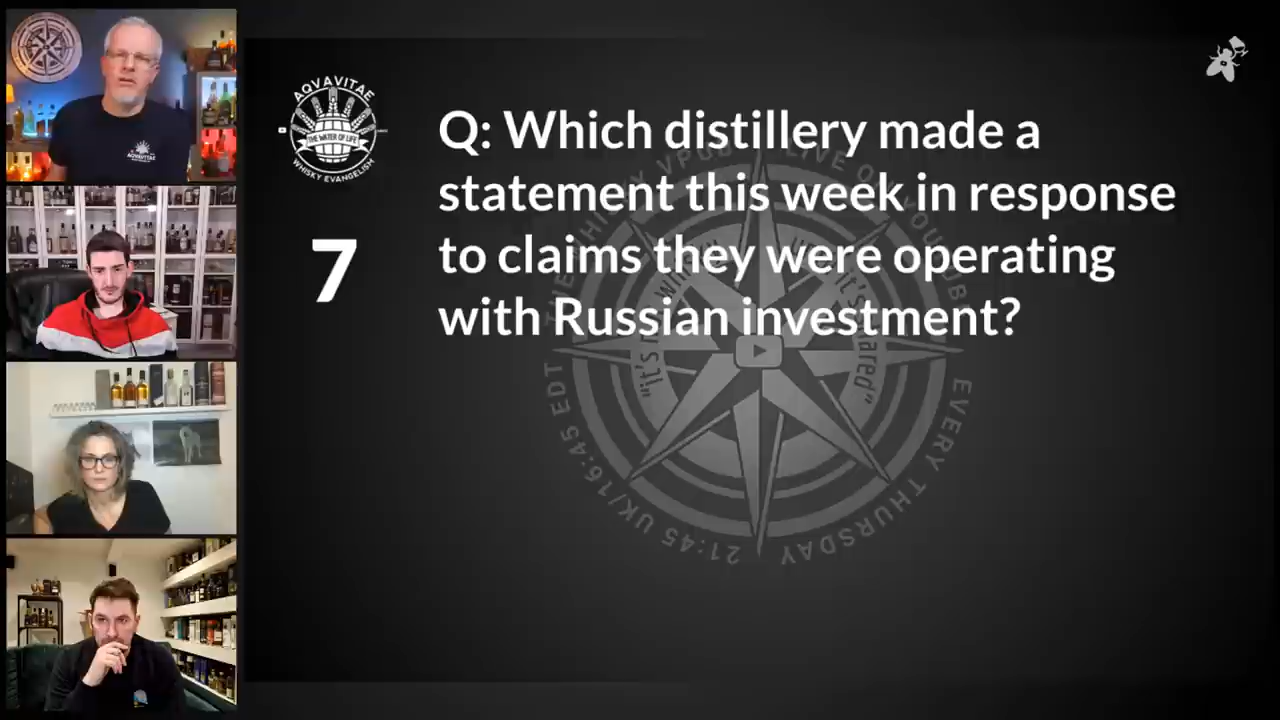 AQVAVITAE
THE WATER OF LIFE
WHISKY EVANGELISM
7
Q: Which distillery made a
statement this week in response
to claims they were operating
with Russian investment?
EVERY THURSDAY
21:45 UK/16:45 EDT
AQVAVITAE